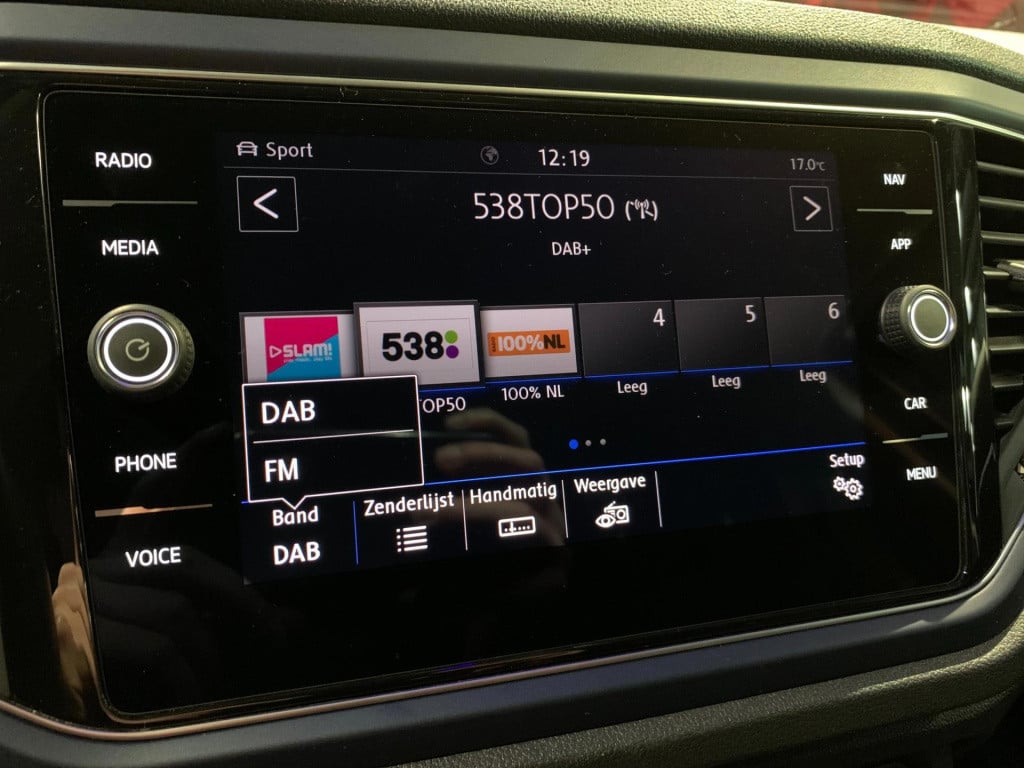 RADIO
MEDIA
PHONE
VOICE
Sport
12:19
17.0°C
538TOP50
DAB+
SLAM!
538
100%NL
4
5
6
TOP50
100% NL
Leeg
Leeg
Leeg
DAB
FM
Band
DAB
Zenderlijst
Handmatig
Weergave
Setup
NAV
APP
CAR
MENU